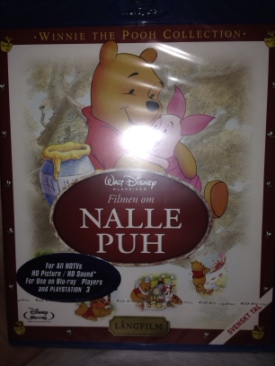 · WINNIE THE POOH COLLECTION ·
WALT DISNEY
KLASSIKER
Filmen om
NALLE
PUH
For All HDTVs
HD Picture / HD Sound*
For Use on Blu-ray Players
AND PLAYSTATION 3
Blu-ray Disc
LÅNGFILM
SVENSKT TAL